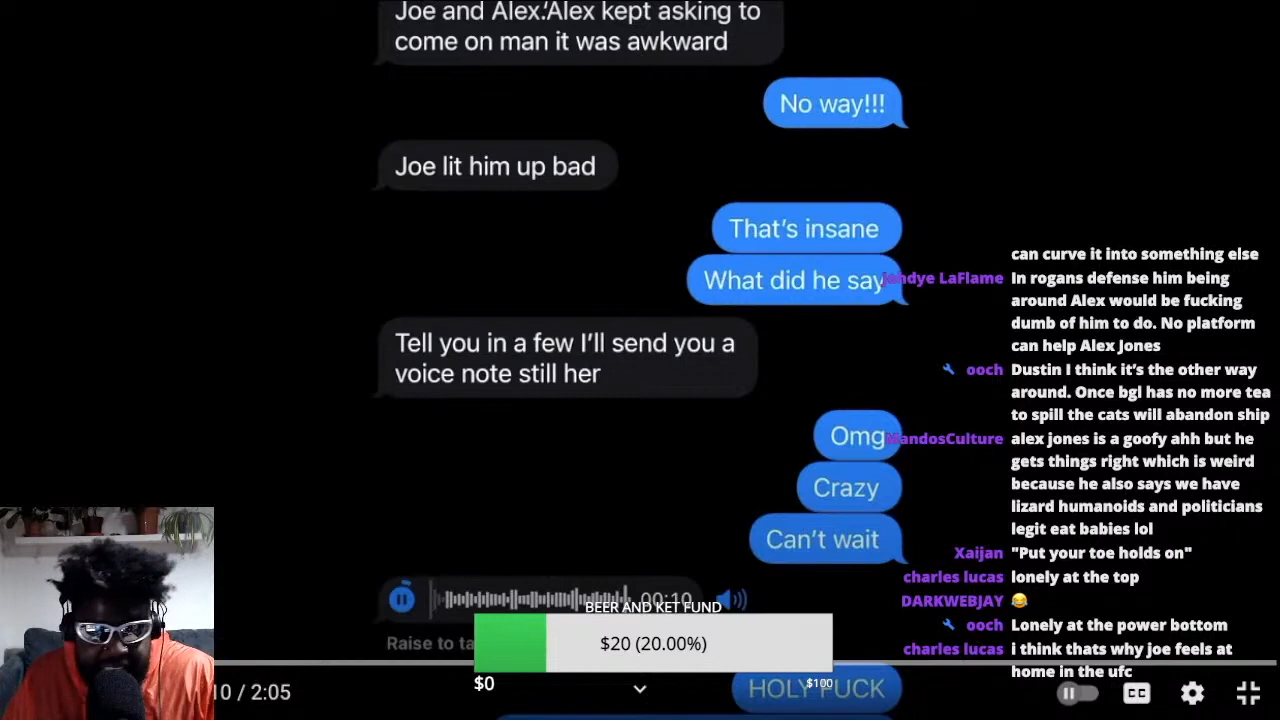 Joe and Alex.'Alex kept asking to
come on man it was awkward
No way!!!
Joe lit him up bad
That's insane
What did he say
Tell you in a few I'll send you a
voice note still her
Omg
Crazy
Can't wait
00:10
Raise to ta
HOLY FUCK
BEER AND KET FUND
$20 (20.00%)
$0
$100
10 / 2:05
CC
can curve it into something else
LaFlame In rogans defense him being
around Alex would be fucking
dumb of him to do. No platform
can help Alex Jones
ooch Dustin I think it's the other way
around. Once bgl has no more tea
to spill the cats will abandon ship
MandosCulture alex jones is a goofy ahh but he
gets things right which is weird
because he also says we have
lizard humanoids and politicians
legit eat babies lol
Xaijan "Put your toe holds on"
charles lucas lonely at the top
DARKWEBJAY 😂
ooch Lonely at the power bottom
charles lucas i think thats why joe feels at
home in the ufc